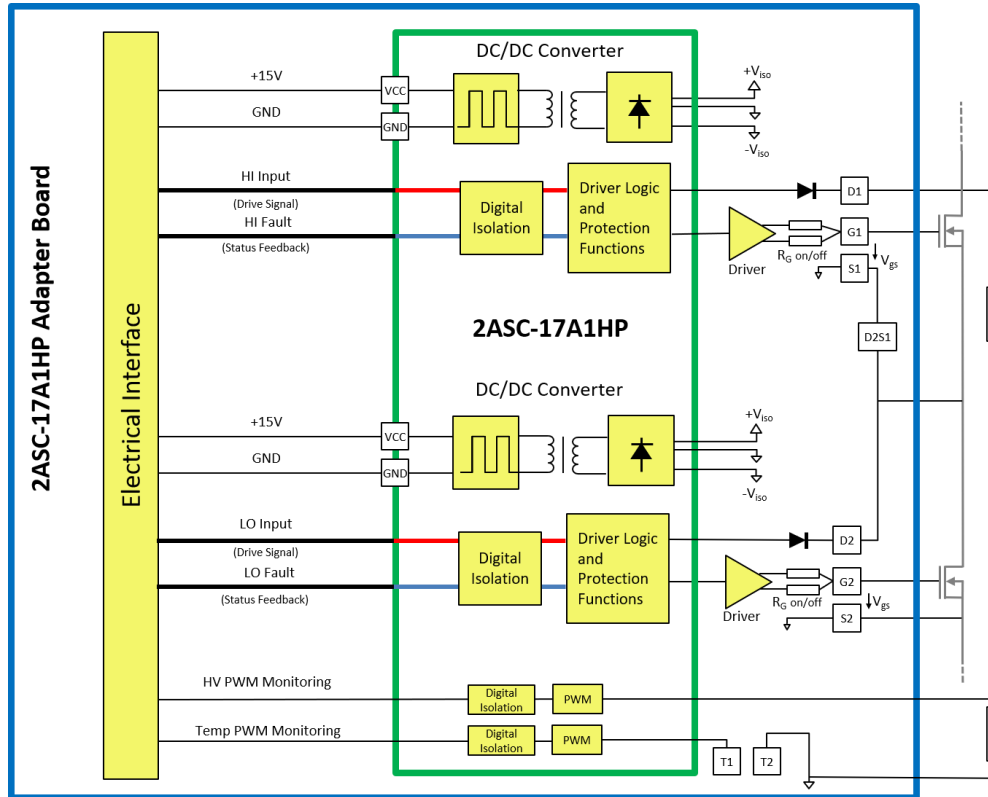 2ASC-17A1HP Adapter Board
Electrical Interface
DC/DC Converter
+15V
VCC
GND
GND
+Viso
-Viso
HI Input
(Drive Signal)
HI Fault
(Status Feedback)
Digital
Isolation
Driver Logic
and
Protection
Functions
Driver
RG on/off
D1
G1
Vgs
S1
D2S1
2ASC-17A1HP
DC/DC Converter
+15V
VCC
GND
GND
+Viso
-Viso
LO Input
(Drive Signal)
LO Fault
(Status Feedback)
Digital
Isolation
Driver Logic
and
Protection
Functions
Driver
RG on/off
D2
G2
Vgs
S2
HV PWM Monitoring
Digital
Isolation
PWM
Temp PWM Monitoring
Digital
Isolation
PWM
T1
T2